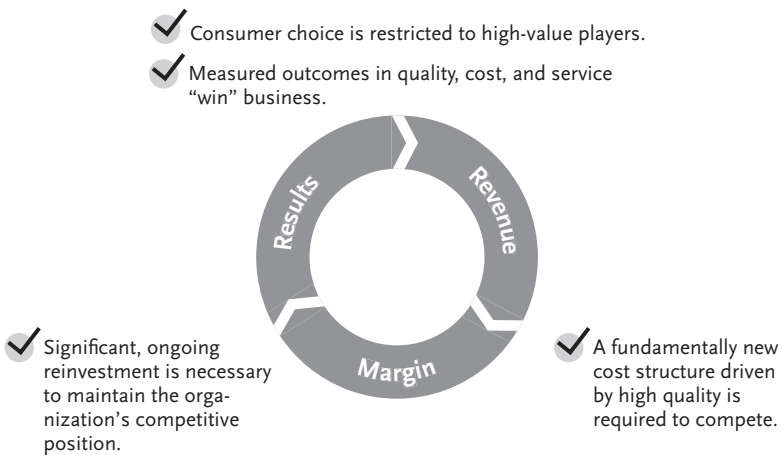 Consumer choice is restricted to high-value players.
Measured outcomes in quality, cost, and service
“win” business.
Results
Revenue
Margin
Significant, ongoing
reinvestment is necessary
to maintain the orga-
nization’s competitive
position.
A fundamentally new
cost structure driven
by high quality is
required to compete.